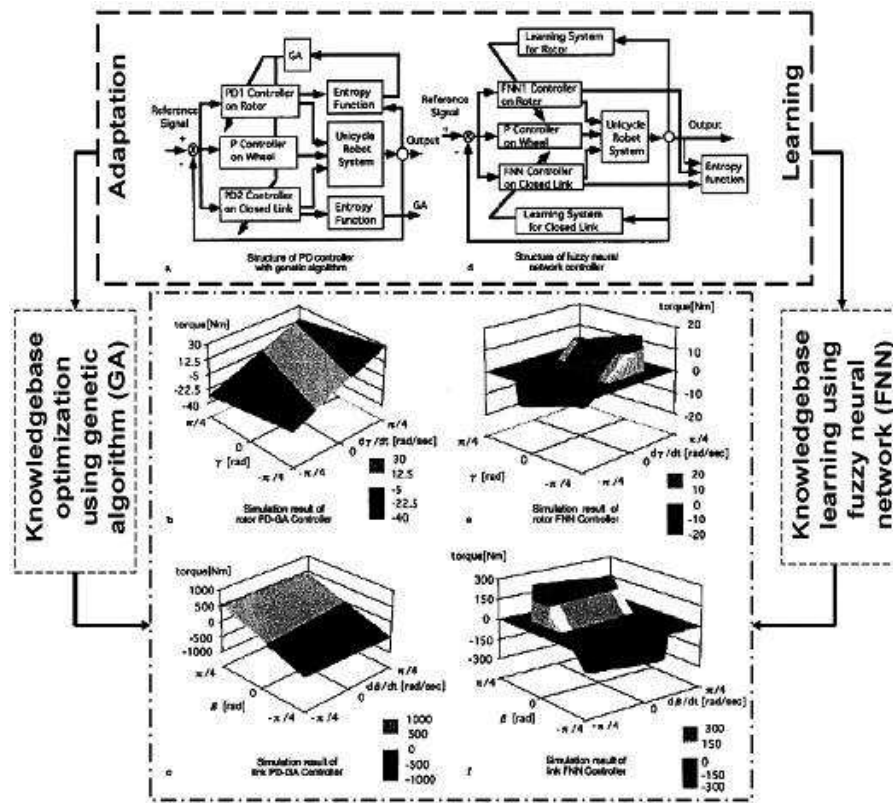 Adaptation
Learning
GA
PD1 Controller
on Rotor
Entropy
Function
Reference
Signal
+
-
P Controller
on Wheel
Unicycle
Robot
System
Output
PD2 Controller
on Closed Link
Entropy
Function
GA
a
Structure of PD controller
with genetic algorithm
Learning System
for Rotor
FNN1 Controller
on Rotor
Reference
Signal
+
-
P Controller
on Wheel
Unicycle
Robot
System
Output
FNN Controller
on Closed Link
Entropy
function
Learning System
for Closed Link
d
Structure of fuzzy neural
network controller
Knowledgebase
optimization
using genetic
algorithm (GA)
torque[Nm]
30
12.5
-5
-22.5
-40
π/4
0
γ [rad]
-π/4
-π/4
0
dγ/dt [rad/sec]
π/4
30
12.5
-5
-22.5
-40
b
Simulation result of
rotor PD-GA Controller
torque[Nm]
20
10
0
-10
-20
π/4
0
γ [rad]
-π/4
-π/4
0
dγ/dt [rad/sec]
π/4
20
10
0
-10
-20
e
Simulation result of
rotor FNN Controller
torque[Nm]
1000
500
0
-500
-1000
π/4
0
β [rad]
-π/4
-π/4
0
dβ/dt [rad/sec]
π/4
1000
500
0
-500
-1000
c
Simulation result of
link PD-GA Controller
torque[Nm]
300
150
0
-150
-300
π/4
0
β [rad]
-π/4
-π/4
0
dβ/dt [rad/sec]
π/4
300
150
0
-150
-300
f
Simulation result of
link FNN Controller
Knowledgebase
learning using
fuzzy neural
network (FNN)